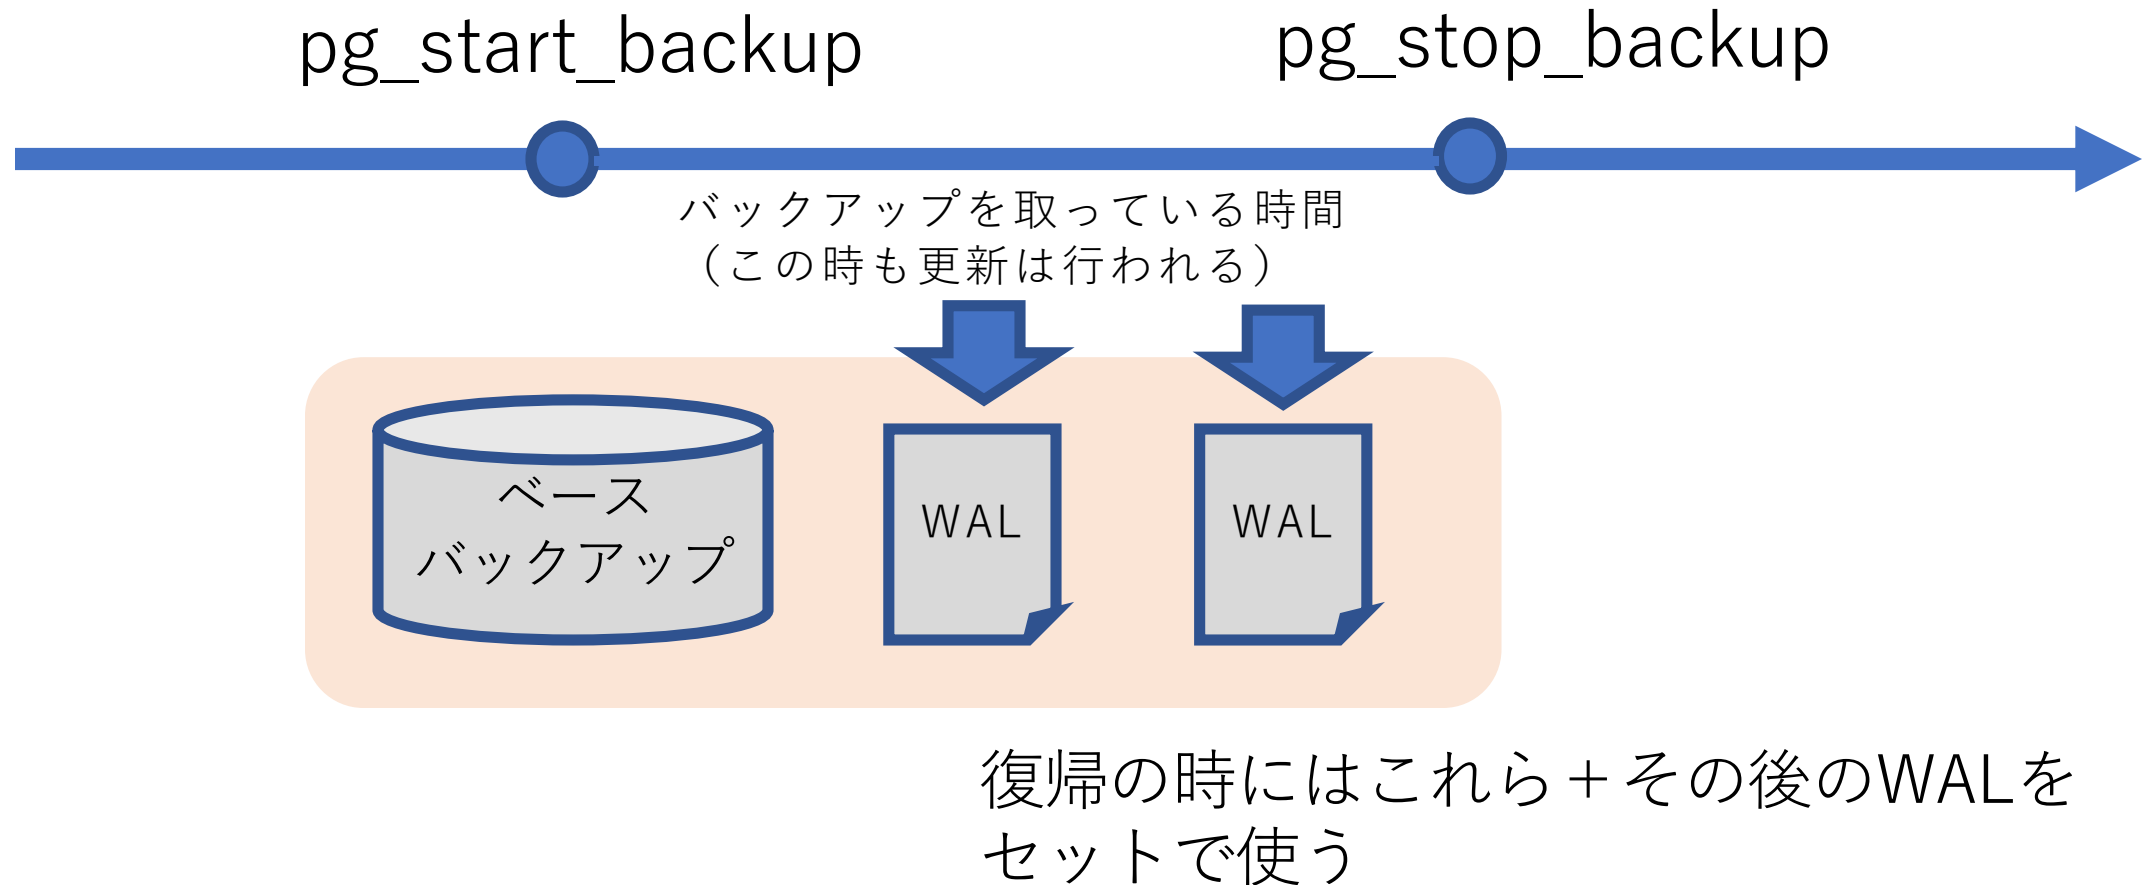 pg_start_backup
pg_stop_backup
バックアップを取っている時間
（この時も更新は行われる）
ベース
バックアップ
WAL
WAL
復帰の時にはこれら＋その後のWALを
セットで使う